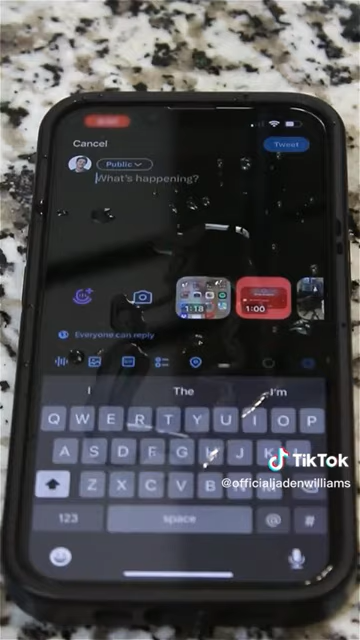 Cancel
Tweet
Public
What's happening?
1:18
1:00
Everyone can reply
I
The
I'm
Q W E R T Y U I O P
A S D F G H J K
Z X C V B N
123
space
@
#
TikTok
@officialjadenwilliams